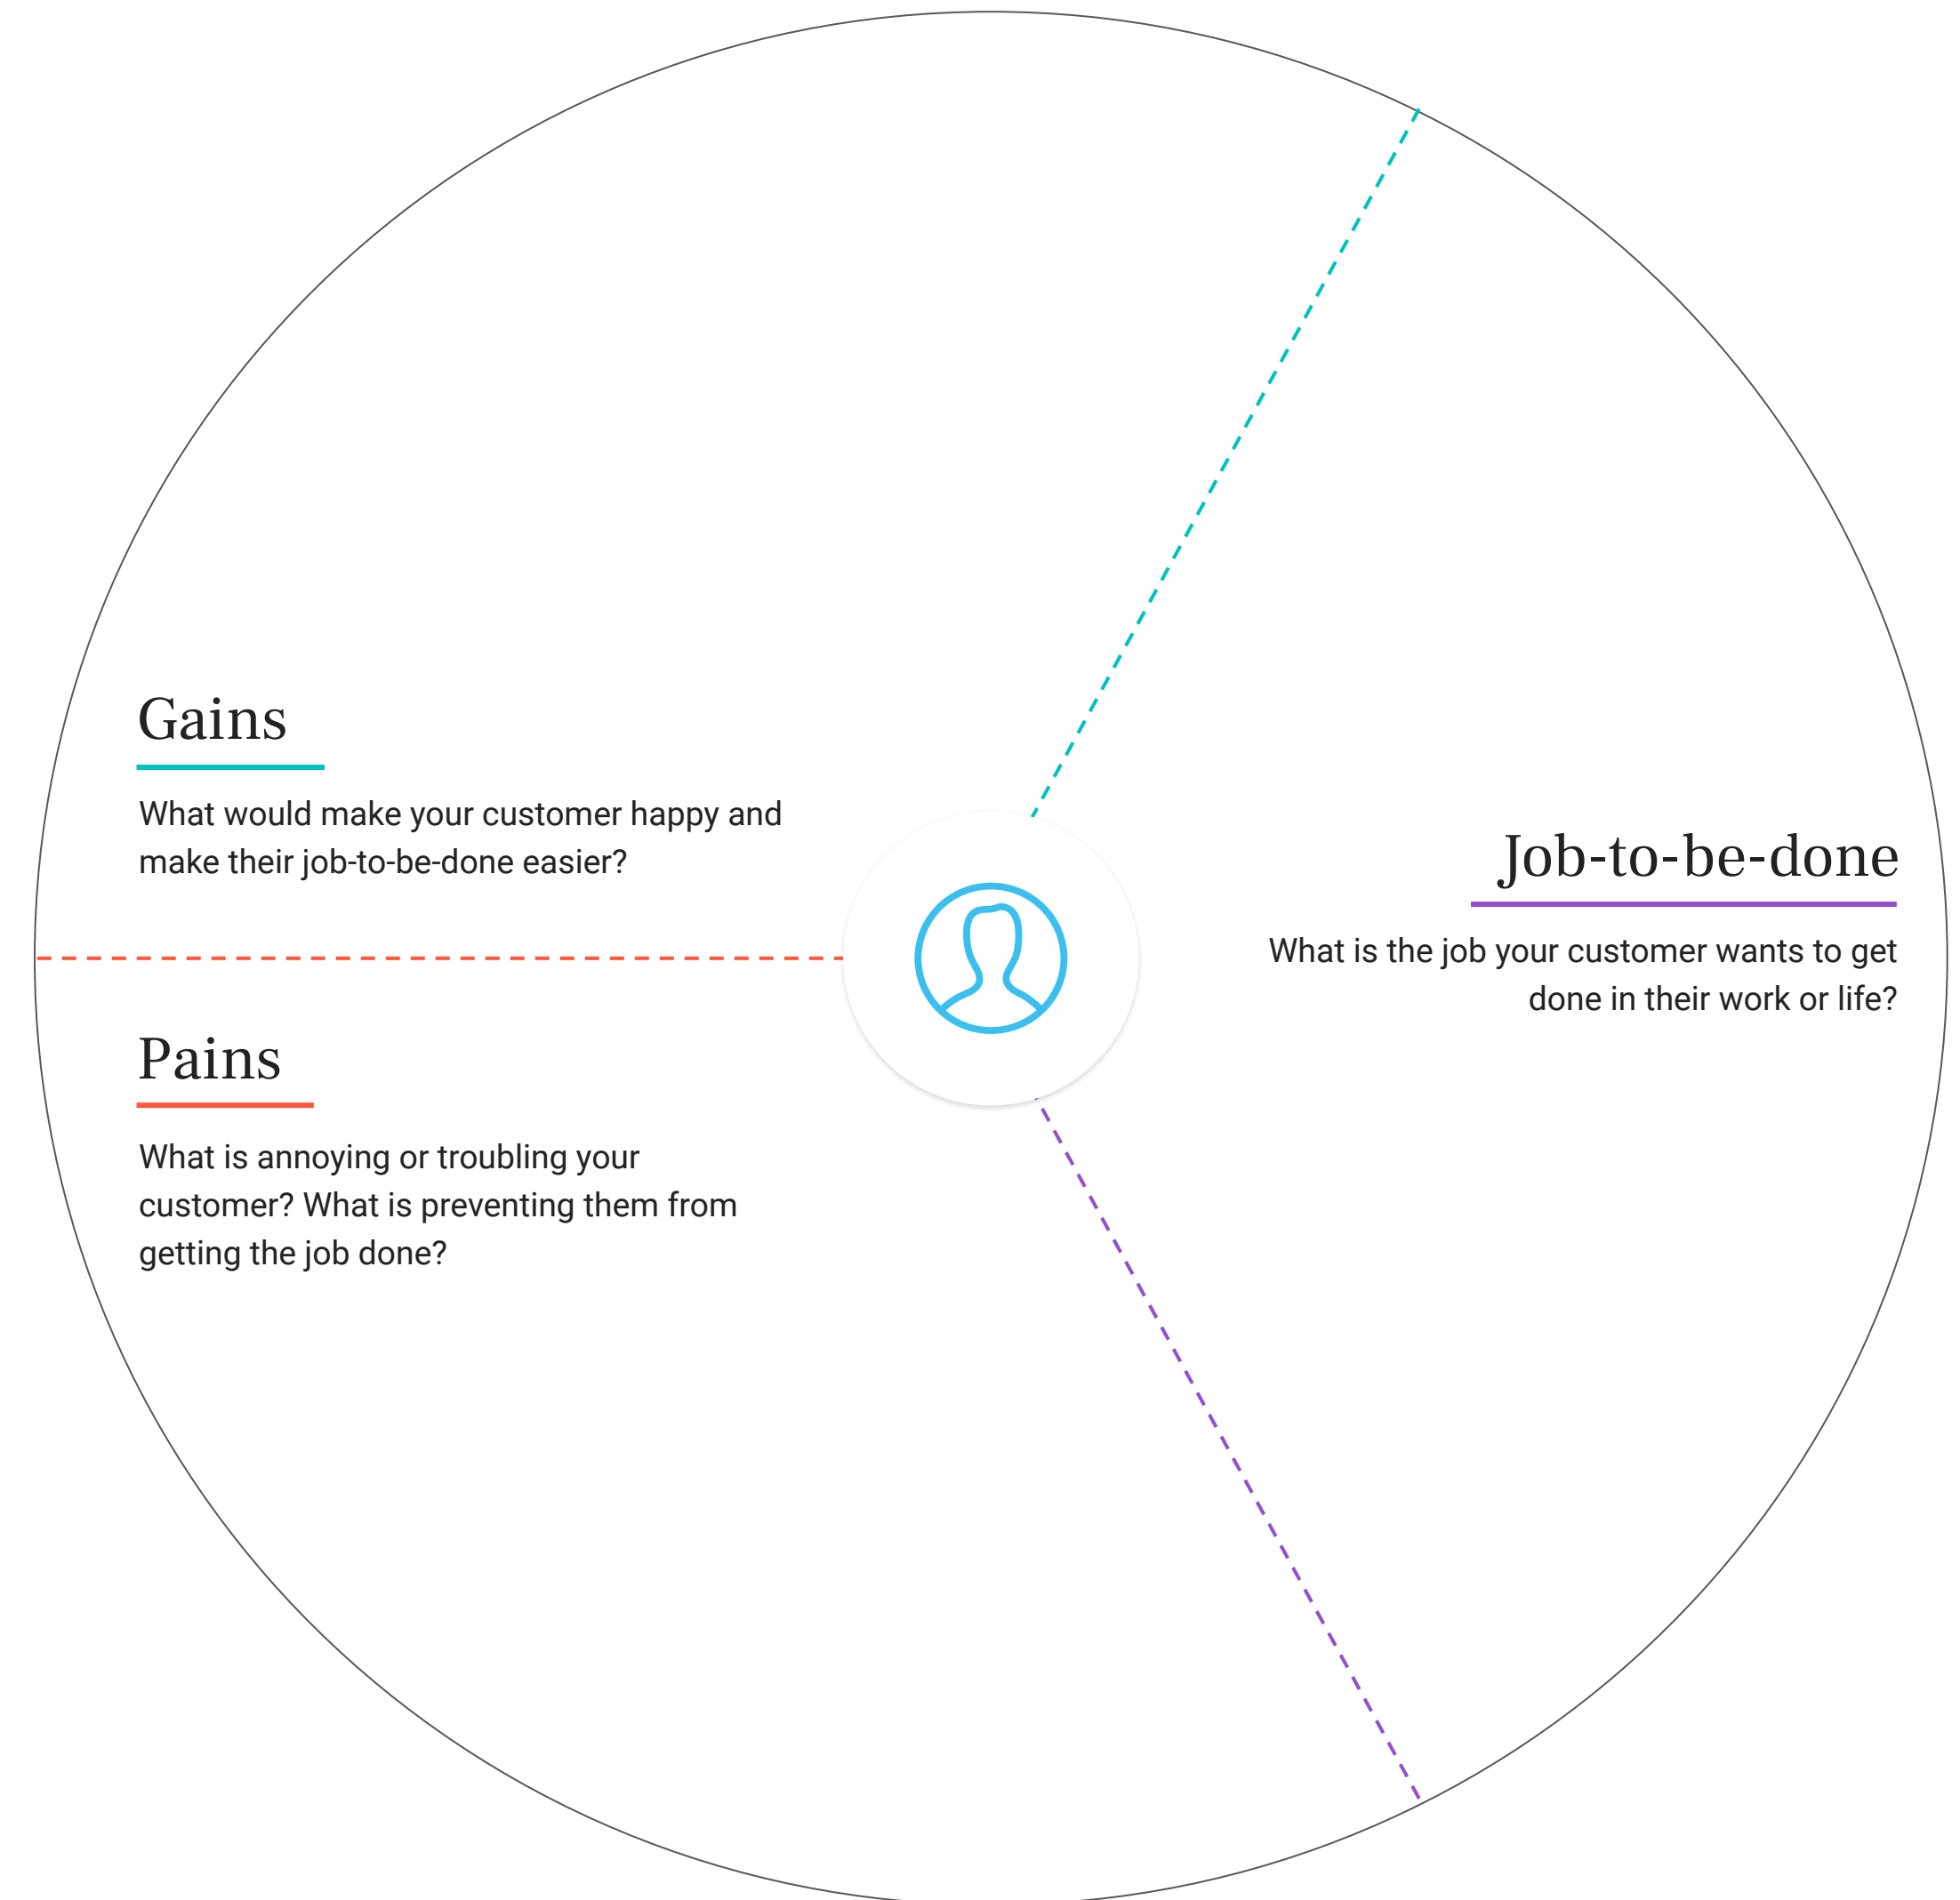 Gains
What would make your customer happy and
make their job-to-be-done easier?
Job-to-be-done
What is the job your customer wants to get
done in their work or life?
Pains
What is annoying or troubling your
customer? What is preventing them from
getting the job done?